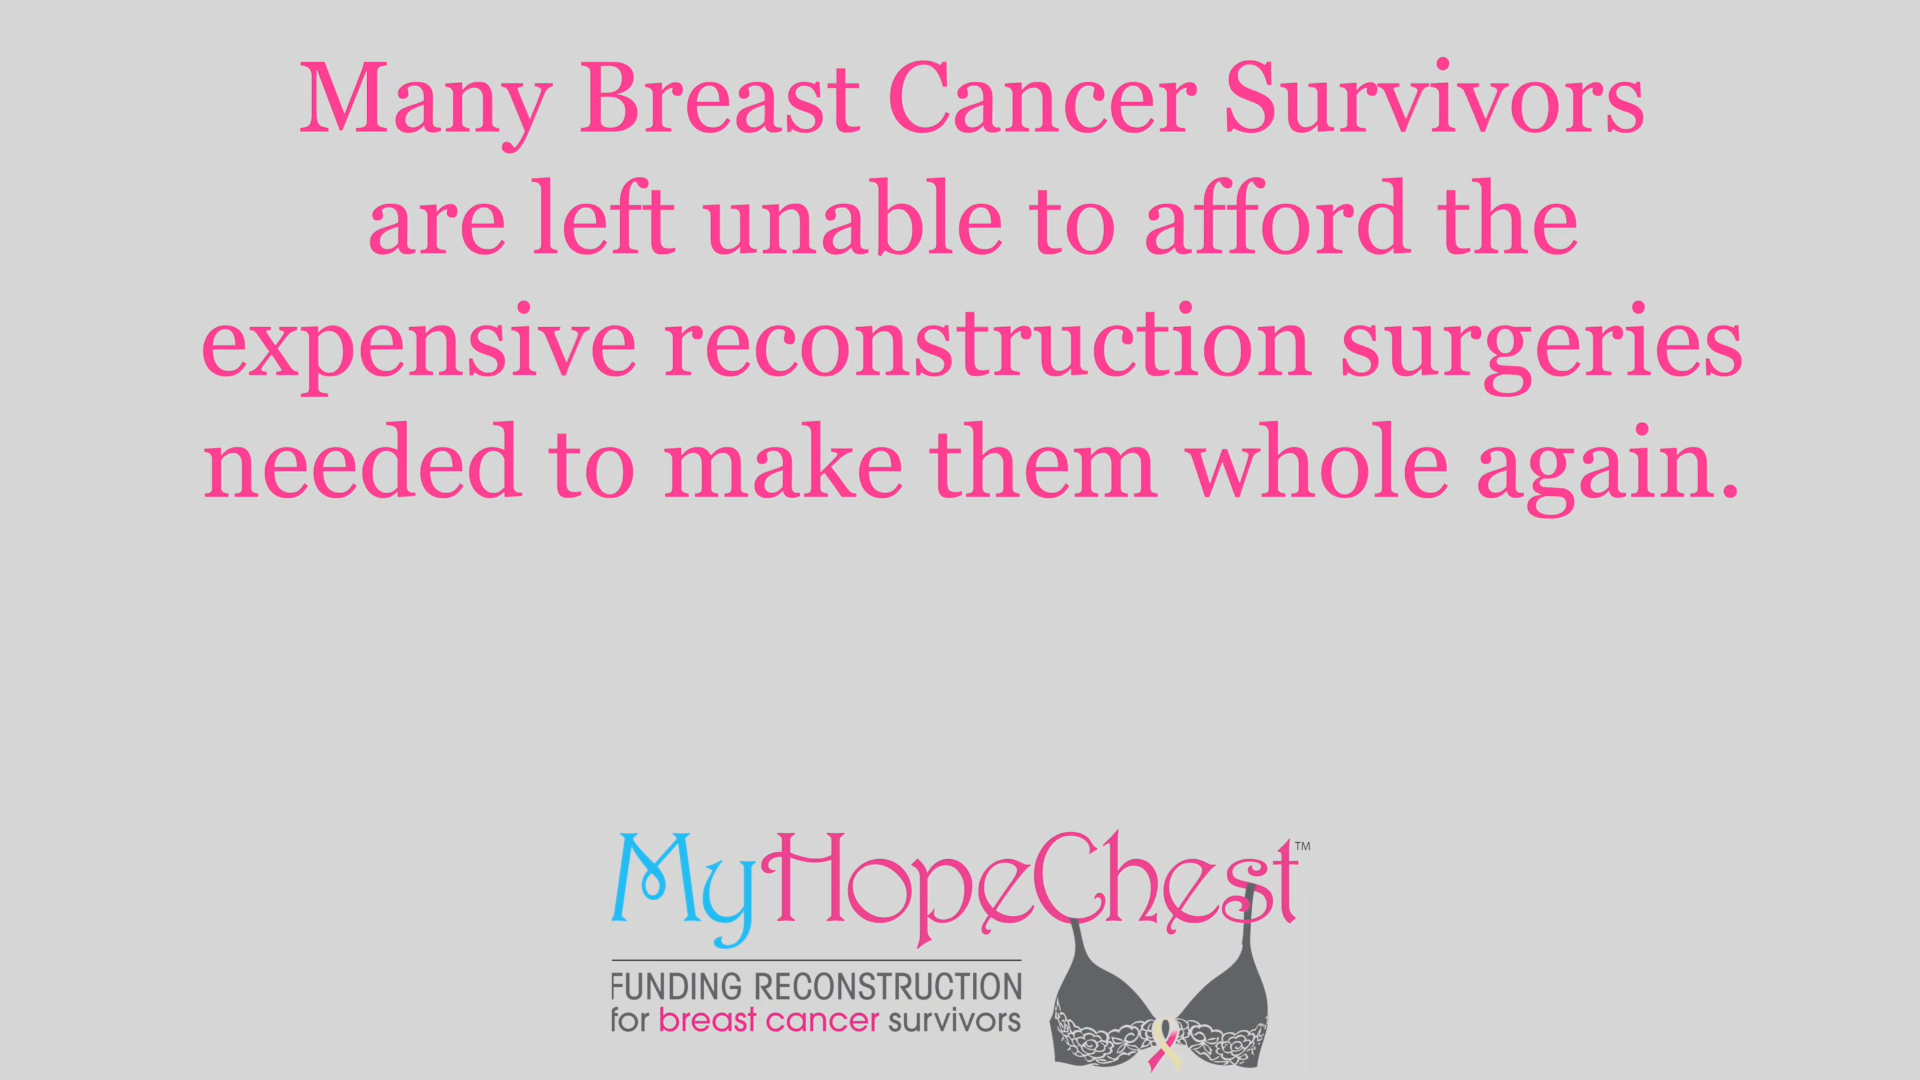 Many Breast Cancer Survivors
are left unable to afford the
expensive reconstruction surgeries
needed to make them whole again.
MyHopeChest™
FUNDING RECONSTRUCTION
for breast cancer survivors